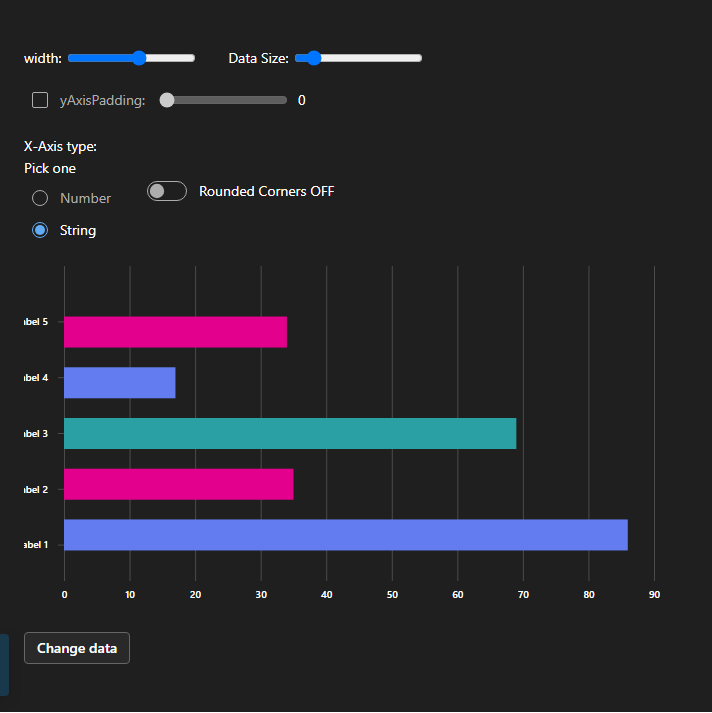 width: Data Size:
yAxisPadding: 0
X-Axis type:
Pick one
Number
Rounded Corners OFF
String
abel 5
abel 4
abel 3
abel 2
abel 1
0 10 20 30 40 50 60 70 80 90
Change data